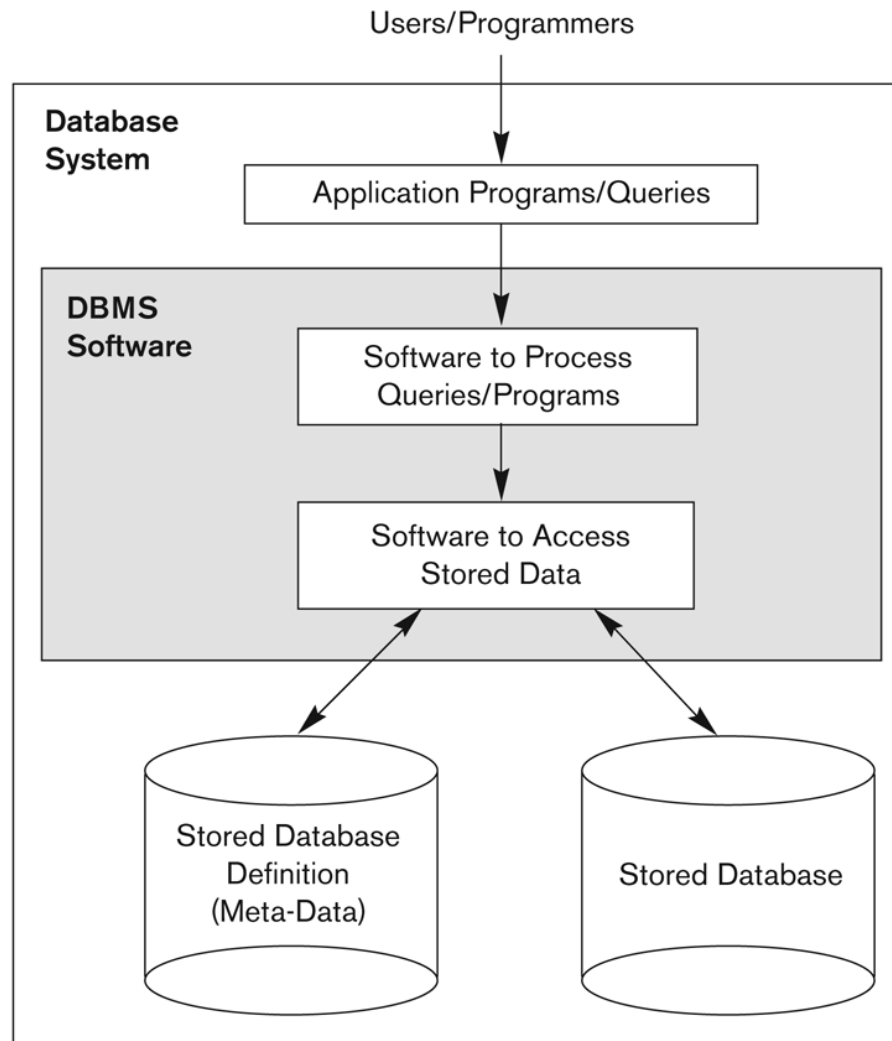 Users/Programmers
Database
System
Application Programs/Queries
DBMS
Software
Software to Process
Queries/Programs
Software to Access
Stored Data
Stored Database
Definition
(Meta-Data)
Stored Database